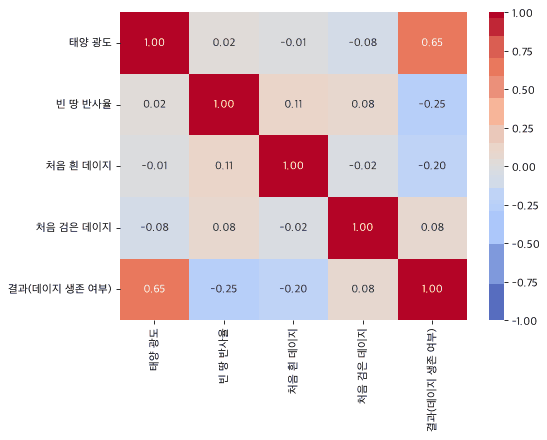 태양 광도 1.00 0.02 -0.01 -0.08 0.65
빈 땅 반사율 0.02 1.00 0.11 0.08 -0.25
처음 흰 데이지 -0.01 0.11 1.00 -0.02 -0.20
처음 검은 데이지 -0.08 0.08 -0.02 1.00 0.08
결과(데이지 생존 여부) 0.65 -0.25 -0.20 0.08 1.00
태양 광도
빈 땅 반사율
처음 흰 데이지
처음 검은 데이지
결과(데이지 생존 여부)
1.00
0.75
0.50
0.25
0.00
-0.25
-0.50
-0.75
-1.00